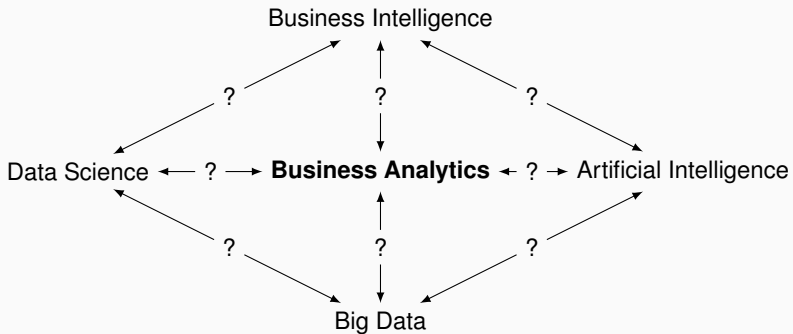 Business Intelligence
? ? ?
Data Science ? Business Analytics ? Artificial Intelligence
? ? ?
Big Data